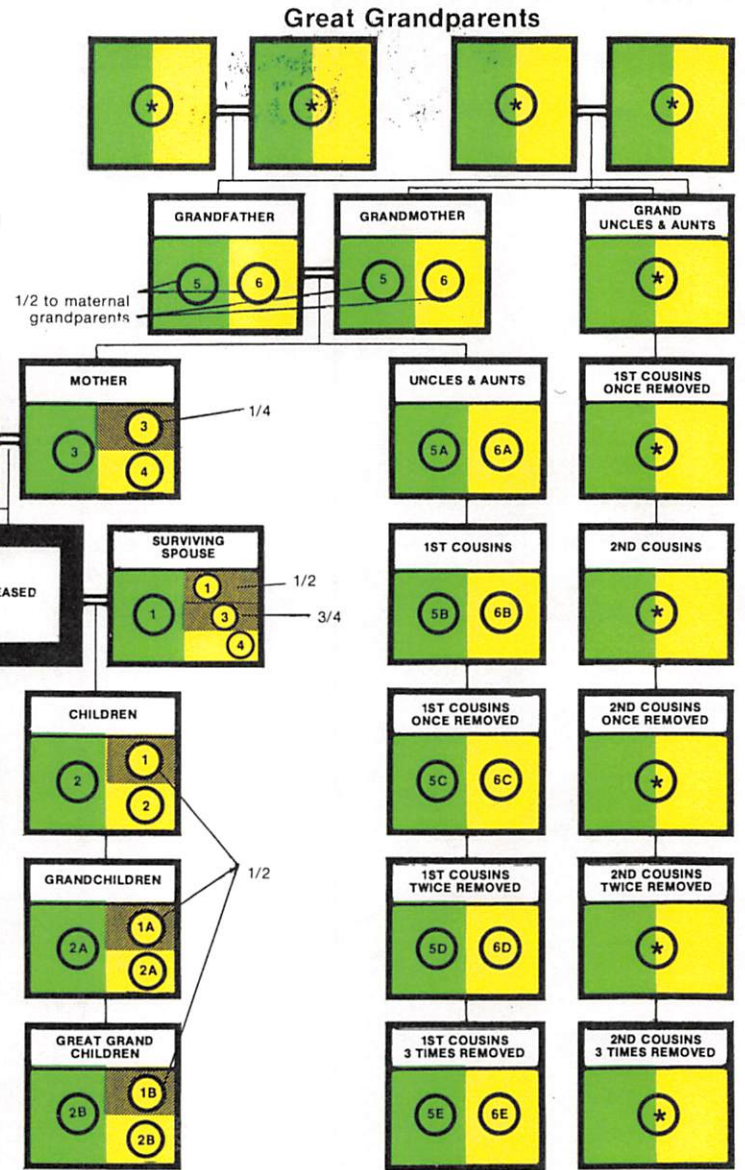 Great Grandparents
* * * *
GRANDFATHER
5 6
GRANDMOTHER
5 6
GRAND
UNCLES & AUNTS
*
1/2 to maternal
grandparents
MOTHER
3 3
4
1/4
UNCLES & AUNTS
5A 6A
1ST COUSINS
ONCE REMOVED
*
EASED
SURVIVING
SPOUSE
1 1
3
4
1/2
3/4
1ST COUSINS
5B 6B
2ND COUSINS
*
CHILDREN
2 1
2
1ST COUSINS
ONCE REMOVED
5C 6C
2ND COUSINS
ONCE REMOVED
*
1/2
GRANDCHILDREN
2A 1A
2A
1ST COUSINS
TWICE REMOVED
5D 6D
2ND COUSINS
TWICE REMOVED
*
GREAT GRAND
CHILDREN
2B 1B
2B
1ST COUSINS
3 TIMES REMOVED
5E 6E
2ND COUSINS
3 TIMES REMOVED
*